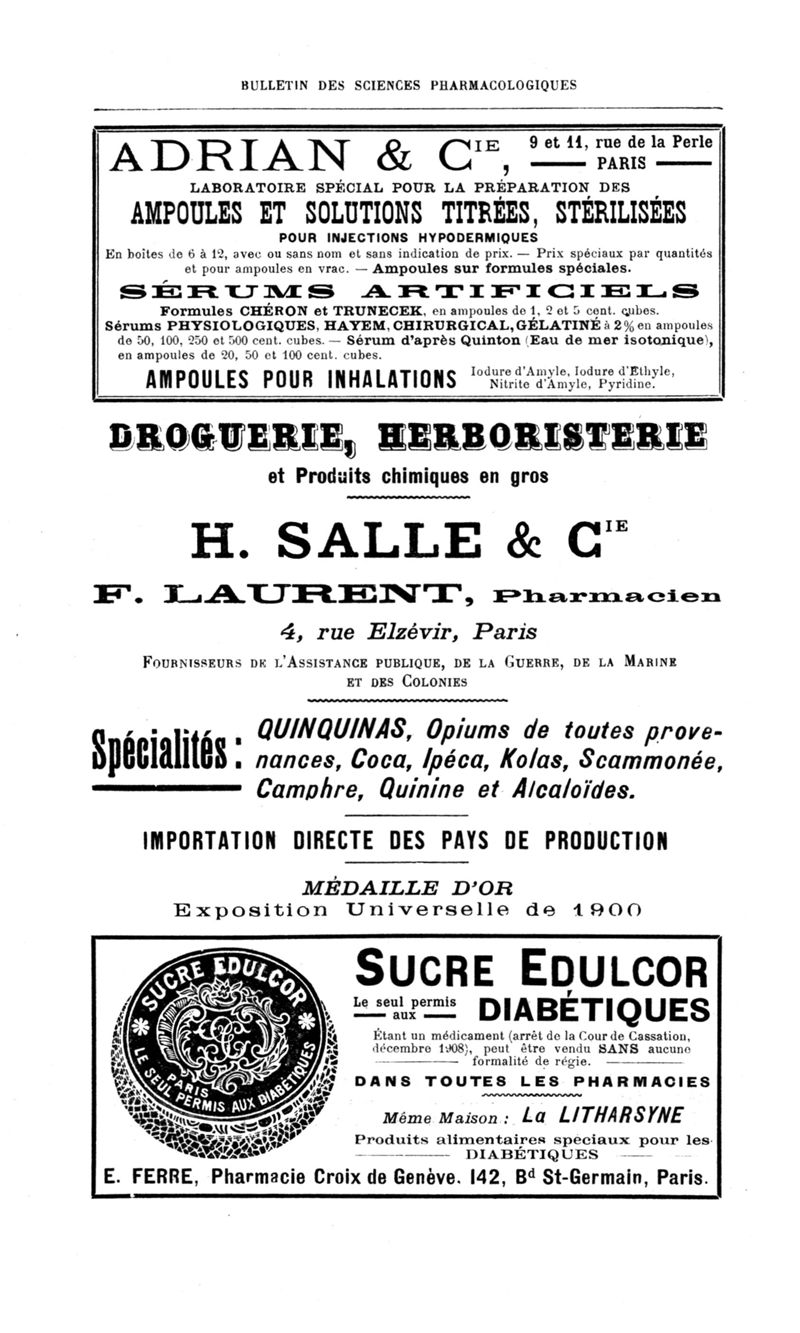 BULLETIN DES SCIENCES PHARMACOLOGIQUES
ADRIAN & CIE, 9 et 11, rue de la Perle
PARIS
LABORATOIRE SPÉCIAL POUR LA PRÉPARATION DES
AMPOULES ET SOLUTIONS TITRÉES, STÉRILISÉES
POUR INJECTIONS HYPODERMIQUES
En boîtes de 6 à 12, avec ou sans nom et sans indication de prix. — Prix spéciaux par quantités
et pour ampoules en vrac. — Ampoules sur formules spéciales.
SÉRUMS ARTIFICIELS
Formules CHÉRON et TRUNECEK, en ampoules de 1, 2 et 5 cent. cubes.
Sérums PHYSIOLOGIQUES, HAYEM, CHIRURGICAL, GÉLATINÉ à 2% en ampoules
de 50, 100, 250 et 500 cent. cubes. — Sérum d'après Quinton (Eau de mer isotonique),
en ampoules de 20, 50 et 100 cent. cubes.
AMPOULES POUR INHALATIONS Iodure d'Amyle, Iodure d'Ethyle,
Nitrite d'Amyle, Pyridine.
DROGUERIE, HERBORISTERIE
et Produits chimiques en gros
H. SALLE & CIE
F. LAURENT, Pharmacien
4, rue Elzévir, Paris
FOURNISSEURS DE L'ASSISTANCE PUBLIQUE, DE LA GUERRE, DE LA MARINE
ET DES COLONIES
Spécialités : QUINQUINAS, Opiums de toutes prove-
nances, Coca, Ipéca, Kolas, Scammonée,
Camphre, Quinine et Alcaloïdes.
IMPORTATION DIRECTE DES PAYS DE PRODUCTION
MÉDAILLE D'OR
Exposition Universelle de 1900
SUCRE EDULCOR
PARIS
LE SEUL PERMIS AUX DIABÉTIQUES
SUCRE EDULCOR
Le seul permis
aux DIABÉTIQUES
Étant un médicament (arrêt de la Cour de Cassation,
décembre 1908), peut être vendu SANS aucune
formalité de régie.
DANS TOUTES LES PHARMACIES
Même Maison : La LITHARSYNE
Produits alimentaires spéciaux pour les
DIABÉTIQUES
E. FERRE, Pharmacie Croix de Genève. 142, Bd St-Germain, Paris.